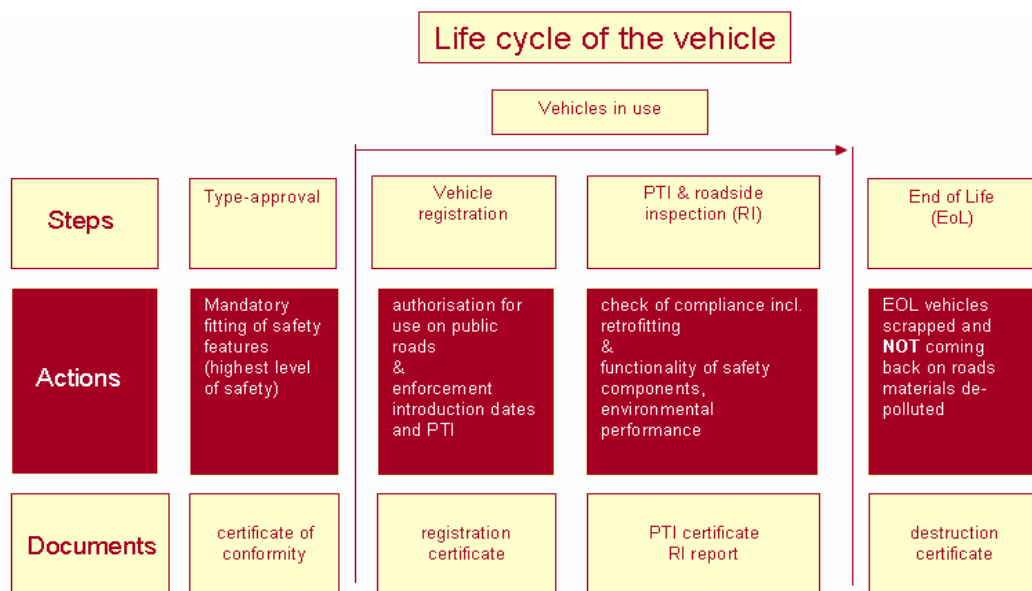 Life cycle of the vehicle
Vehicles in use
Steps
Type-approval
Vehicle
registration
PTI & roadside
inspection (RI)
End of Life
(EoL)
Actions
Mandatory
fitting of safety
features
(highest level
of safety)
authorisation for
use on public
roads
&
enforcement
introduction dates
and PTI
check of compliance incl.
retrofitting
&
functionality of safety
components,
environmental
performance
EOL vehicles
scrapped and
NOT coming
back on roads
materials de-
polluted
Documents
certificate of
conformity
registration
certificate
PTI certificate
RI report
destruction
certificate